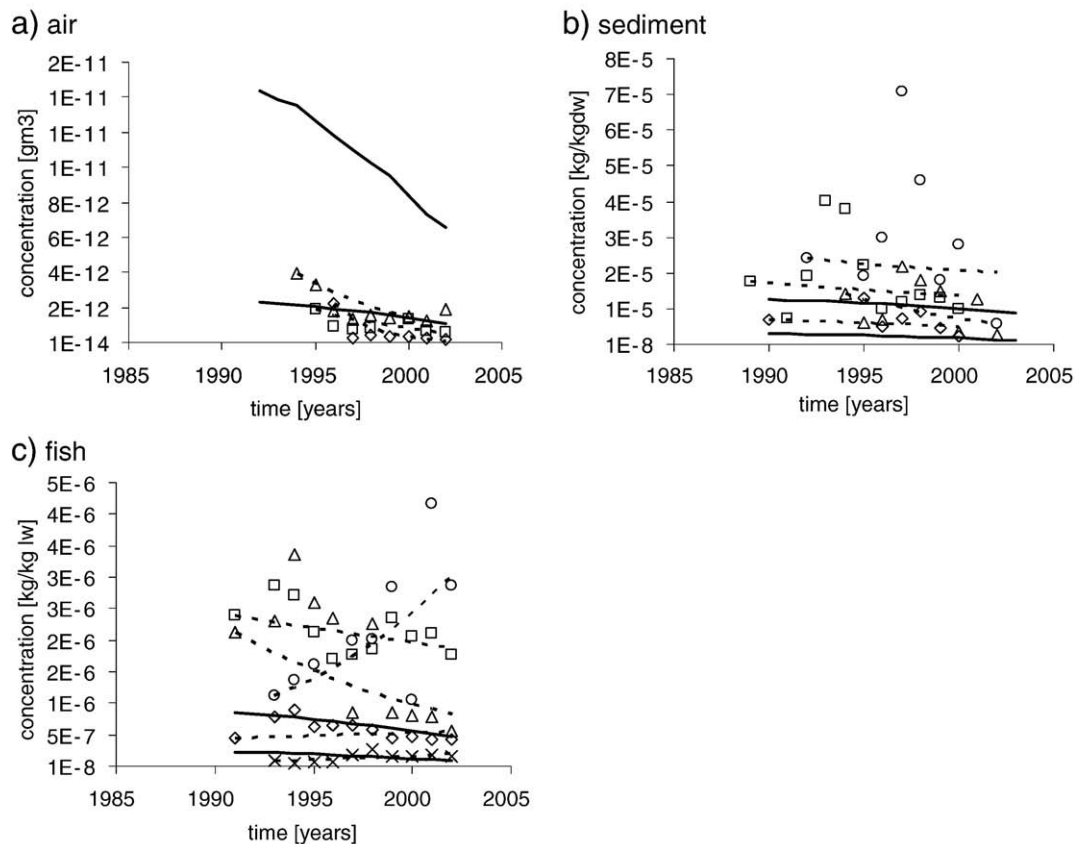 a) air
concentration [gm3]
2E-11
1E-11
1E-11
1E-11
8E-12
6E-12
4E-12
2E-12
1E-14
1985 1990 1995 2000 2005
time [years]
b) sediment
concentration [kg/kgdw]
8E-5
7E-5
6E-5
5E-5
4E-5
3E-5
2E-5
1E-5
1E-8
1985 1990 1995 2000 2005
time [years]
c) fish
concentration [kg/kg lw]
5E-6
4E-6
4E-6
3E-6
3E-6
2E-6
2E-6
1E-6
5E-7
1E-8
1985 1990 1995 2000 2005
time [years]